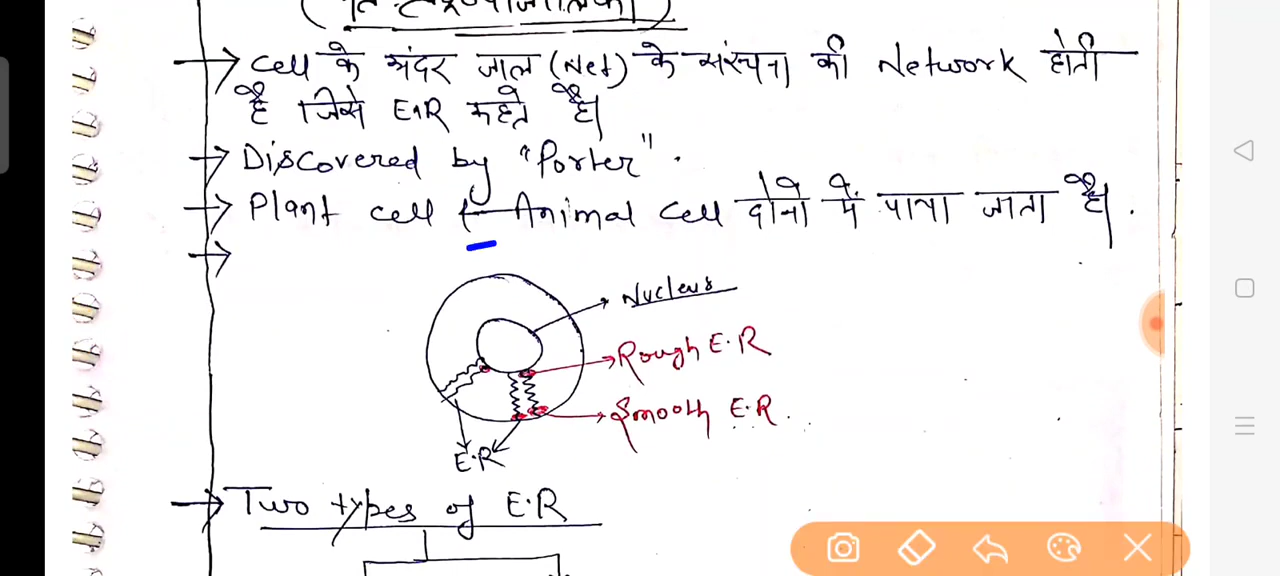 → Cell के अंदर जाल (Net) के संरचना की Network होती
है जिसे E.R कहते है।
→ Discovered by "Porter".
→ Plant cell & Animal Cell दोनो में पाया जाता है।
→
Nucleus
Rough E.R
Smooth E.R.
E.R
→ Two types of E.R